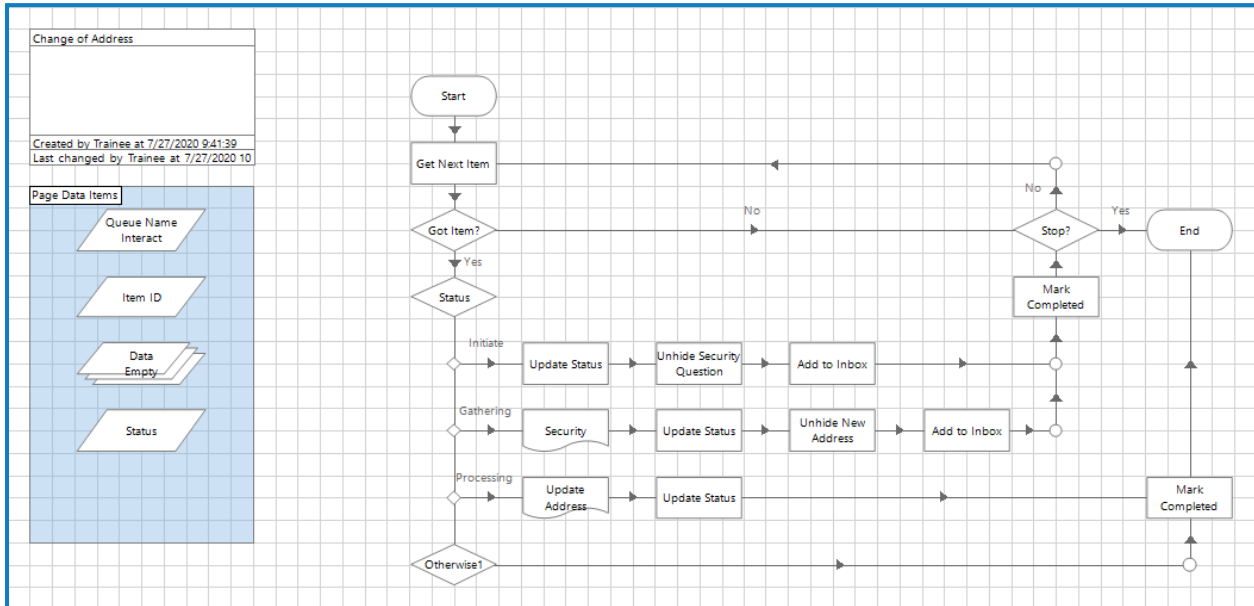 Change of Address
Created by Trainee at 7/27/2020 9:41:39
Last changed by Trainee at 7/27/2020 10
Page Data Items
Queue Name
Interact
Item ID
Data
Empty
Status
Start
Get Next Item
No
Got Item?
No
Stop?
Yes
End
Yes
Status
Mark
Completed
Initiate
Update Status
Unhide Security
Question
Add to Inbox
Gathering
Security
Update Status
Unhide New
Address
Add to Inbox
Processing
Update
Address
Update Status
Mark
Completed
Otherwise1